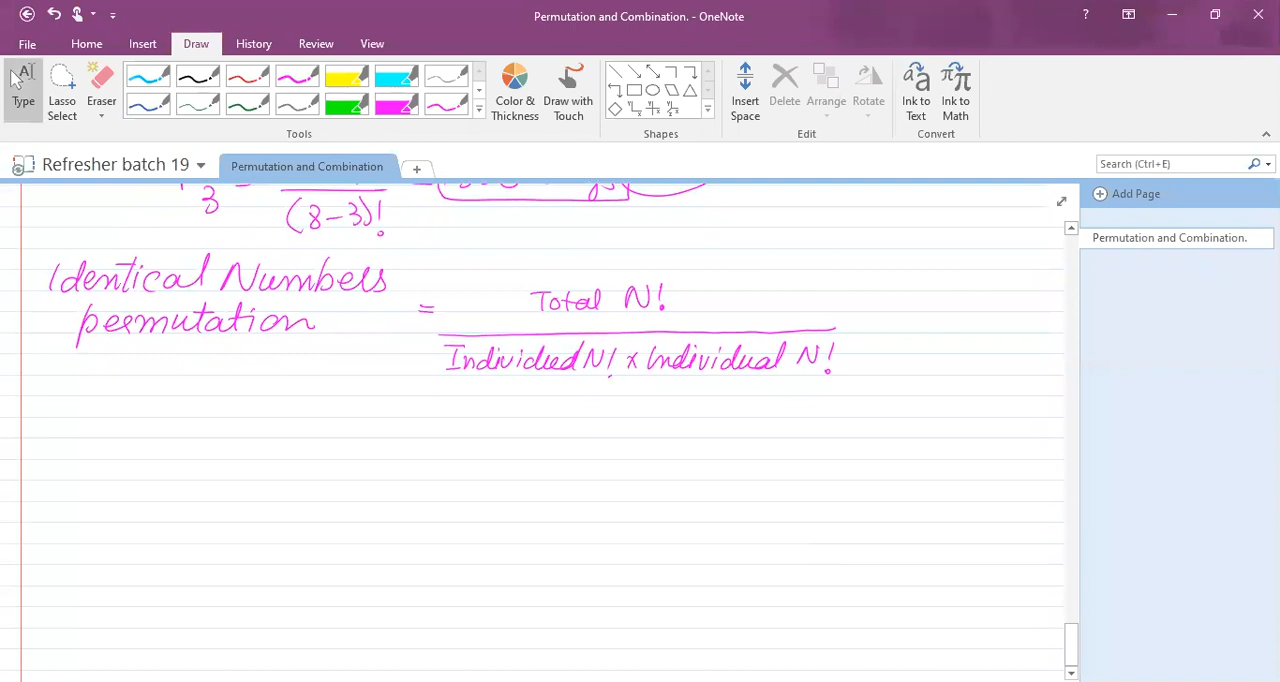 Permutation and Combination. - OneNote
?
File Home Insert Draw History Review View
Type
Lasso Select
Eraser
Color & Thickness
Draw with Touch
Insert Space
Delete
Arrange
Rotate
Ink to Text
Ink to Math
Tools
Shapes
Edit
Convert
Refresher batch 19
Permutation and Combination
Search (Ctrl+E)
Add Page
Permutation and Combination.
3
(8-3)!
Identical Numbers
permutation
= Total N!
Individued N! x Individual N!